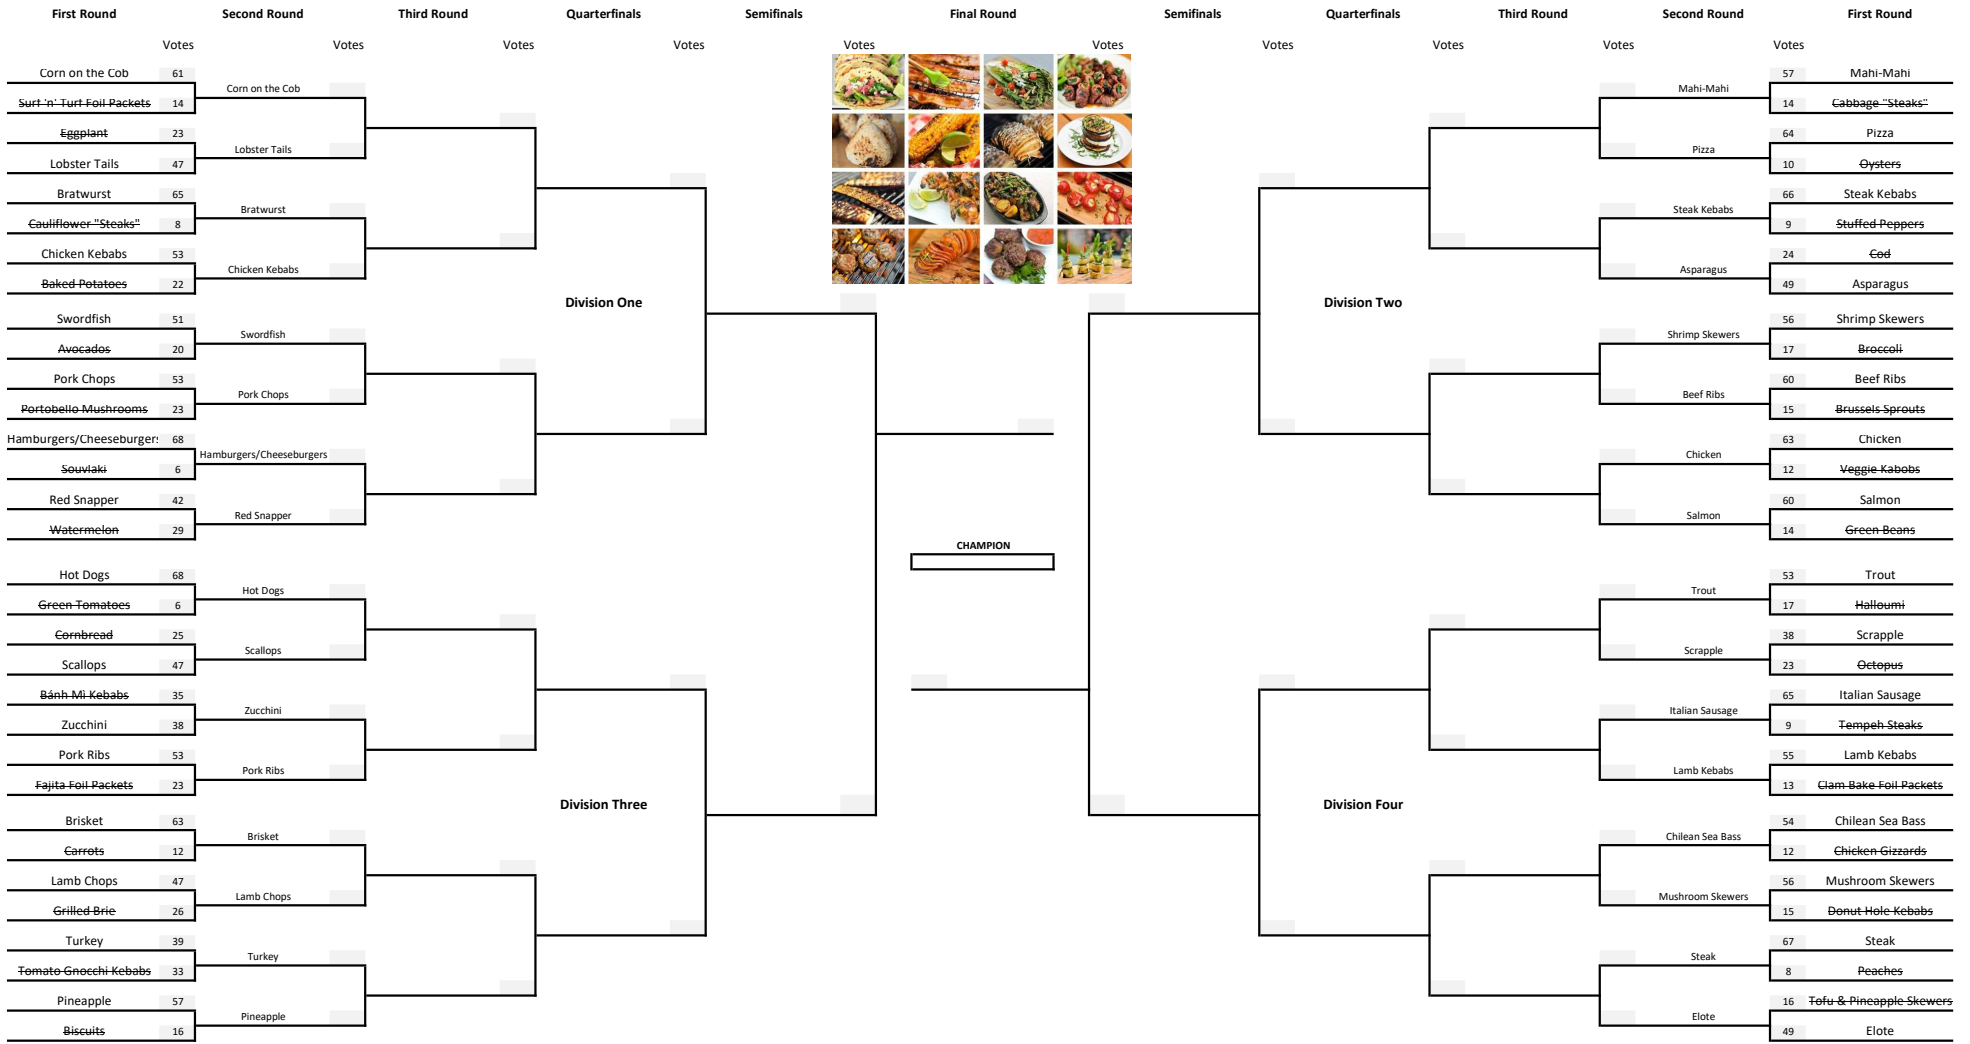 First Round Second Round Third Round Quarterfinals Semifinals Final Round Semifinals Quarterfinals Third Round Second Round First Round
Votes Votes Votes Votes Votes Votes Votes Votes Votes Votes
Corn on the Cob 61 57 Mahi-Mahi
Corn on the Cob Mahi-Mahi
Surf 'n' Turf Foil Packets 14 14 Cabbage "Steaks"
Eggplant 23 64 Pizza
Lobster Tails Pizza
Lobster Tails 47 10 Oysters
Bratwurst 65 66 Steak Kebabs
Bratwurst Steak Kebabs
Cauliflower "Steaks" 8 9 Stuffed Peppers
Chicken Kebabs 53 24 Cod
Chicken Kebabs Asparagus
Baked Potatoes 22 49 Asparagus
Division One Division Two
Swordfish 51 56 Shrimp Skewers
Swordfish Shrimp Skewers
Avocados 20 17 Broccoli
Pork Chops 53 60 Beef Ribs
Pork Chops Beef Ribs
Portobello Mushrooms 23 15 Brussels Sprouts
Hamburgers/Cheeseburgers 68 63 Chicken
Hamburgers/Cheeseburgers Chicken
Souvlaki 6 12 Veggie Kabobs
Red Snapper 42 60 Salmon
Red Snapper Salmon
Watermelon 29 14 Green Beans
CHAMPION
Hot Dogs 68 53 Trout
Hot Dogs Trout
Green Tomatoes 6 17 Halloumi
Cornbread 25 38 Scrapple
Scallops Scrapple
Scallops 47 23 Octopus
Bánh Mì Kebabs 35 65 Italian Sausage
Zucchini Italian Sausage
Zucchini 38 9 Tempeh Steaks
Pork Ribs 53 55 Lamb Kebabs
Pork Ribs Lamb Kebabs
Fajita Foil Packets 23 13 Clam Bake Foil Packets
Division Three Division Four
Brisket 63 54 Chilean Sea Bass
Brisket Chilean Sea Bass
Carrots 12 12 Chicken Gizzards
Lamb Chops 47 56 Mushroom Skewers
Lamb Chops Mushroom Skewers
Grilled Brie 26 15 Donut Hole Kebabs
Turkey 39 67 Steak
Turkey Steak
Tomato Gnocchi Kebabs 33 8 Peaches
Pineapple 57 16 Tofu & Pineapple Skewers
Pineapple Elote
Biscuits 16 49 Elote